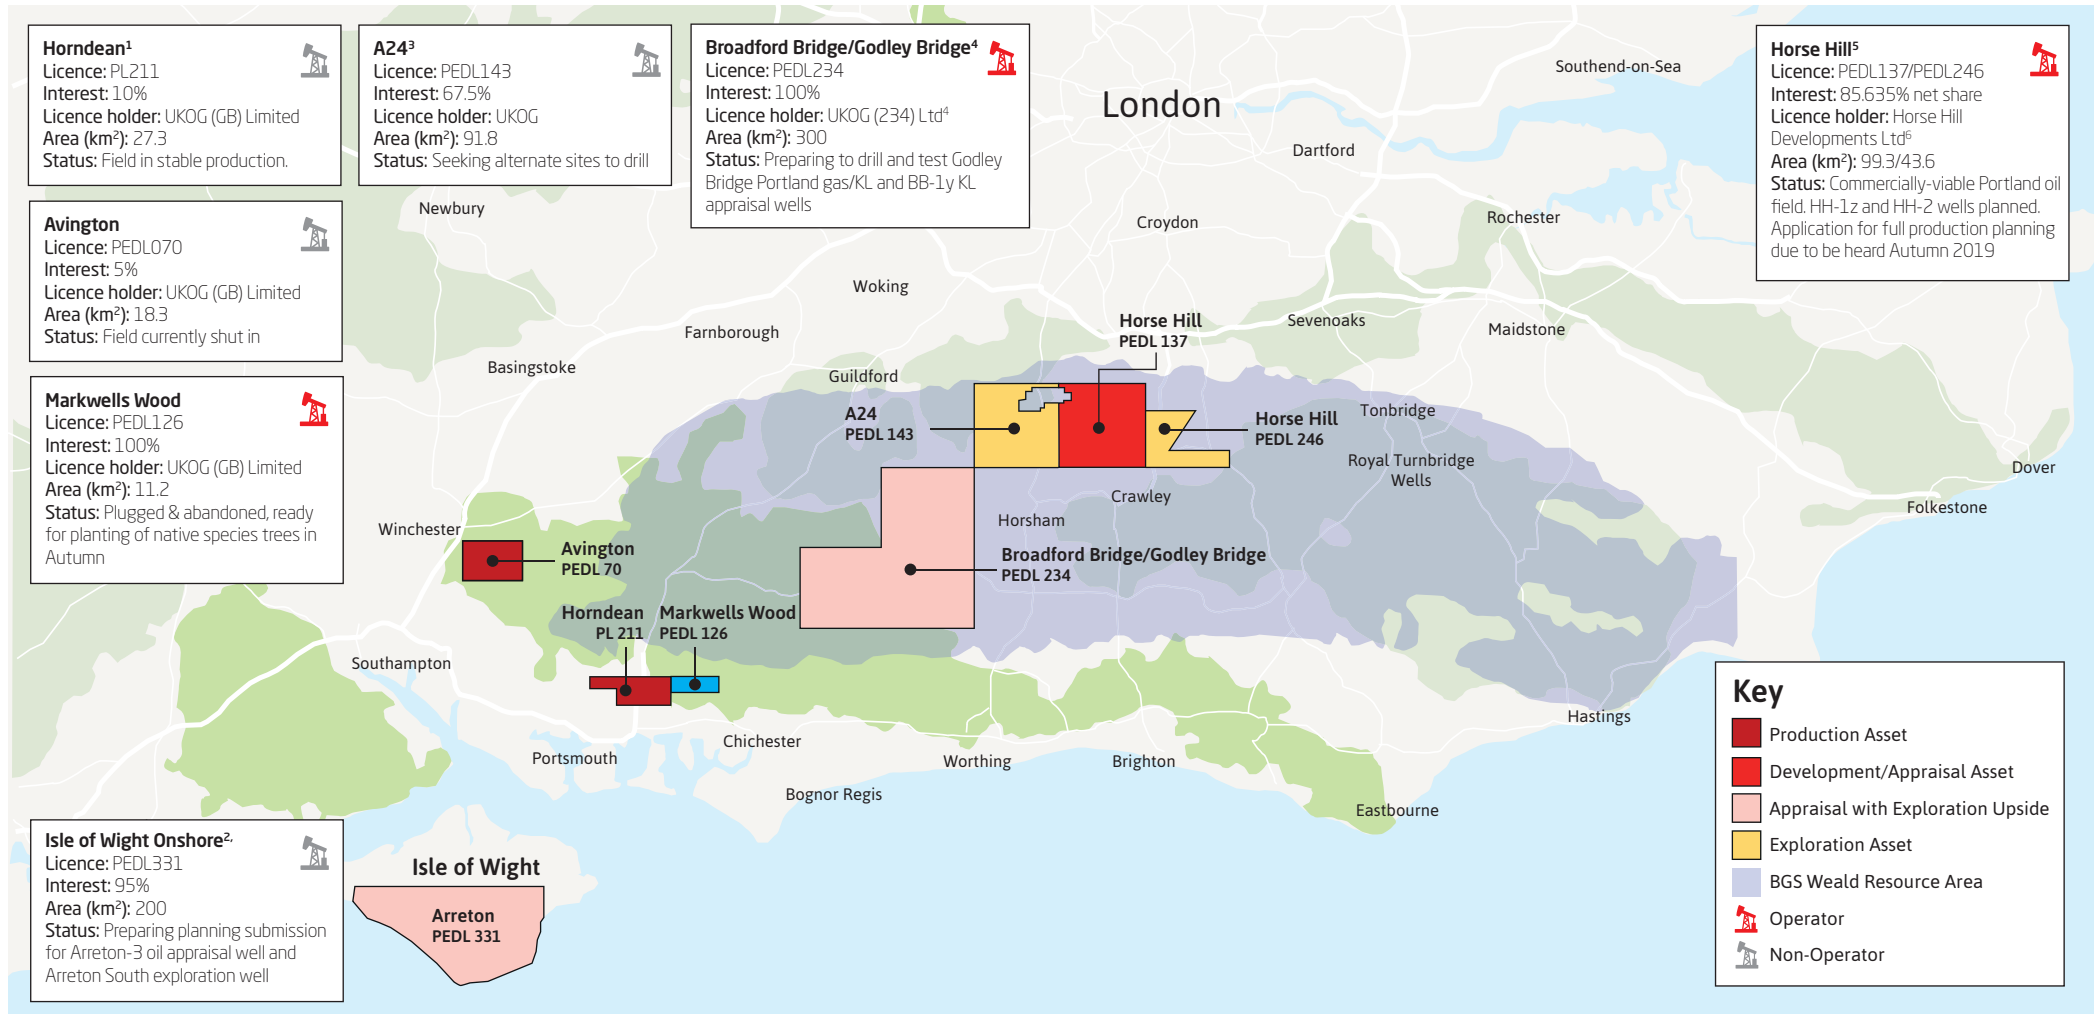 Horndean¹
Licence: PL211
Interest: 10%
Licence holder: UKOG (GB) Limited
Area (km²): 27.3
Status: Field in stable production.
A24³
Licence: PEDL143
Interest: 67.5%
Licence holder: UKOG
Area (km²): 91.8
Status: Seeking alternate sites to drill
Broadford Bridge/Godley Bridge⁴
Licence: PEDL234
Interest: 100%
Licence holder: UKOG (234) Ltd⁴
Area (km²): 300
Status: Preparing to drill and test Godley
Bridge Portland gas/KL and BB-1y KL
appraisal wells
Horse Hill⁵
Licence: PEDL137/PEDL246
Interest: 85.635% net share
Licence holder: Horse Hill
Developments Ltd⁶
Area (km²): 99.3/43.6
Status: Commercially-viable Portland oil
field. HH-1z and HH-2 wells planned.
Application for full production planning
due to be heard Autumn 2019
Avington
Licence: PEDL070
Interest: 5%
Licence holder: UKOG (GB) Limited
Area (km²): 18.3
Status: Field currently shut in
Markwells Wood
Licence: PEDL126
Interest: 100%
Licence holder: UKOG (GB) Limited
Area (km²): 11.2
Status: Plugged & abandoned, ready
for planting of native species trees in
Autumn
Isle of Wight Onshore²,
Licence: PEDL331
Interest: 95%
Area (km²): 200
Status: Preparing planning submission
for Arreton-3 oil appraisal well and
Arreton South exploration well
London
Southend-on-Sea
Dartford
Newbury
Croydon
Rochester
Woking
Farnborough
Sevenoaks
Maidstone
Basingstoke
Guildford
Horse Hill
PEDL 137
A24
PEDL 143
Horse Hill
PEDL 246
Tonbridge
Royal Turnbridge
Wells
Dover
Folkestone
Crawley
Horsham
Winchester
Avington
PEDL 70
Broadford Bridge/Godley Bridge
PEDL 234
Horndean
PL 211
Markwells Wood
PEDL 126
Southampton
Portsmouth
Chichester
Bognor Regis
Worthing
Brighton
Eastbourne
Hastings
Isle of Wight
Arreton
PEDL 331
Key
Production Asset
Development/Appraisal Asset
Appraisal with Exploration Upside
Exploration Asset
BGS Weald Resource Area
Operator
Non-Operator